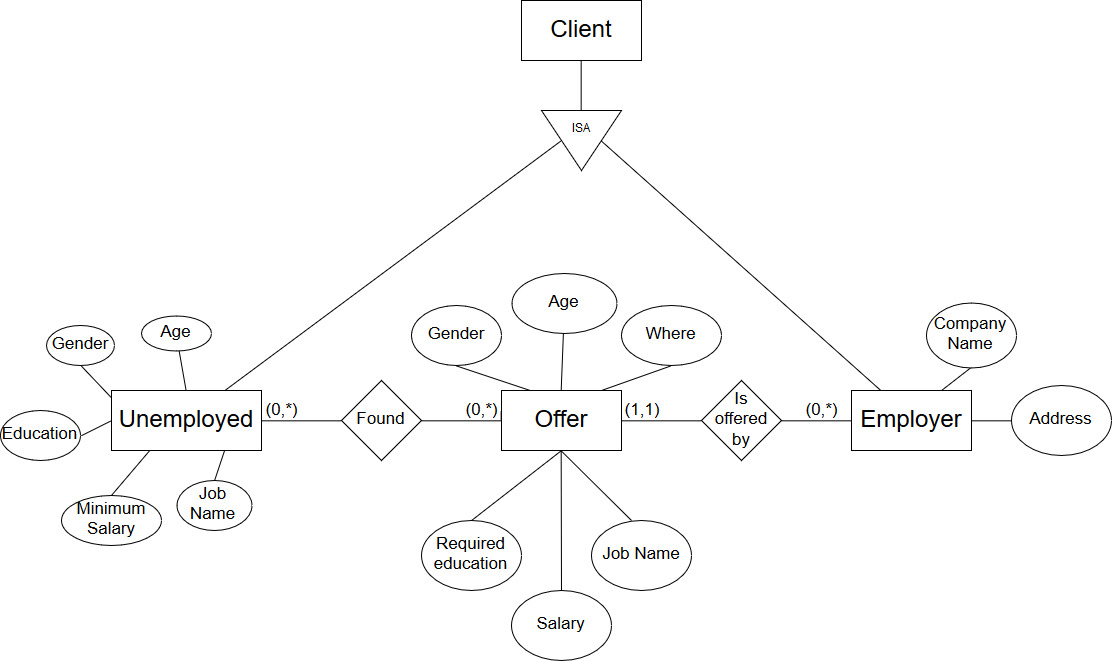 Client
ISA
Age
Gender
Where
Company
Name
Gender
Age
Education
Unemployed
(0,*)
Found
(0,*)
Offer
(1,1)
Is
offered
by
(0,*)
Employer
Address
Minimum
Salary
Job
Name
Required
education
Job Name
Salary